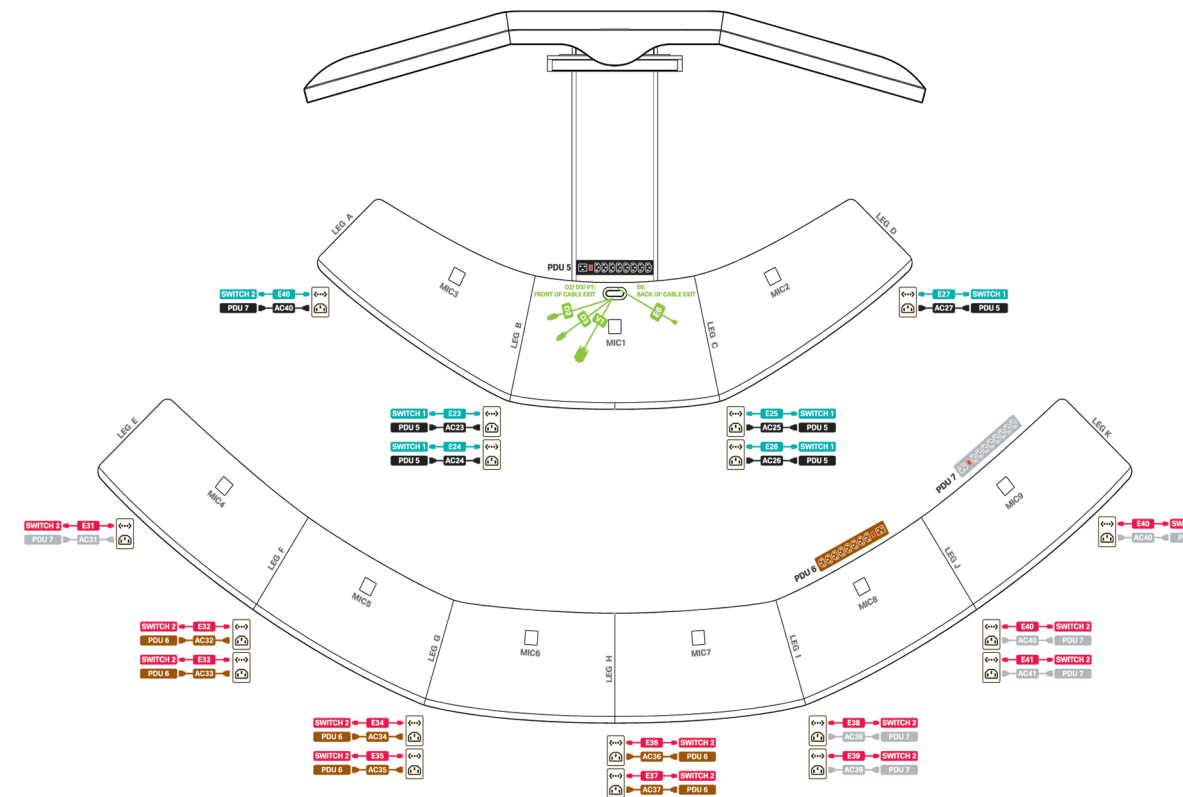 LEG A
LEG D
PDU 5
D2/ D3/ V1:
FRONT OF CABLE EXIT
E6:
BACK OF CABLE EXIT
MIC3
MIC2
D2
D3
V1
E6
MIC1
SWITCH 2 E40
PDU 7 AC40
E27 SWITCH 1
AC27 PDU 5
LEG B
LEG C
SWITCH 1 E23
PDU 5 AC23
SWITCH 1 E24
PDU 5 AC24
E25 SWITCH 1
AC25 PDU 5
E26 SWITCH 1
AC26 PDU 5
LEG E
LEG K
PDU 7
MIC4
MIC9
SWITCH 2 E31
PDU 7 AC31
E40
AC40
LEG F
LEG J
PDU 6
MIC5
MIC8
SWITCH 2 E32
PDU 6 AC32
SWITCH 2 E33
PDU 6 AC33
LEG G
MIC6
LEG H
MIC7
LEG I
E40 SWITCH 2
AC40 PDU 7
E41 SWITCH 2
AC41 PDU 7
SWITCH 2 E34
PDU 6 AC34
SWITCH 2 E35
PDU 6 AC35
E36 SWITCH 2
AC36 PDU 6
E37 SWITCH 2
AC37 PDU 6
E38 SWITCH 2
AC38 PDU 7
E39 SWITCH 2
AC39 PDU 7